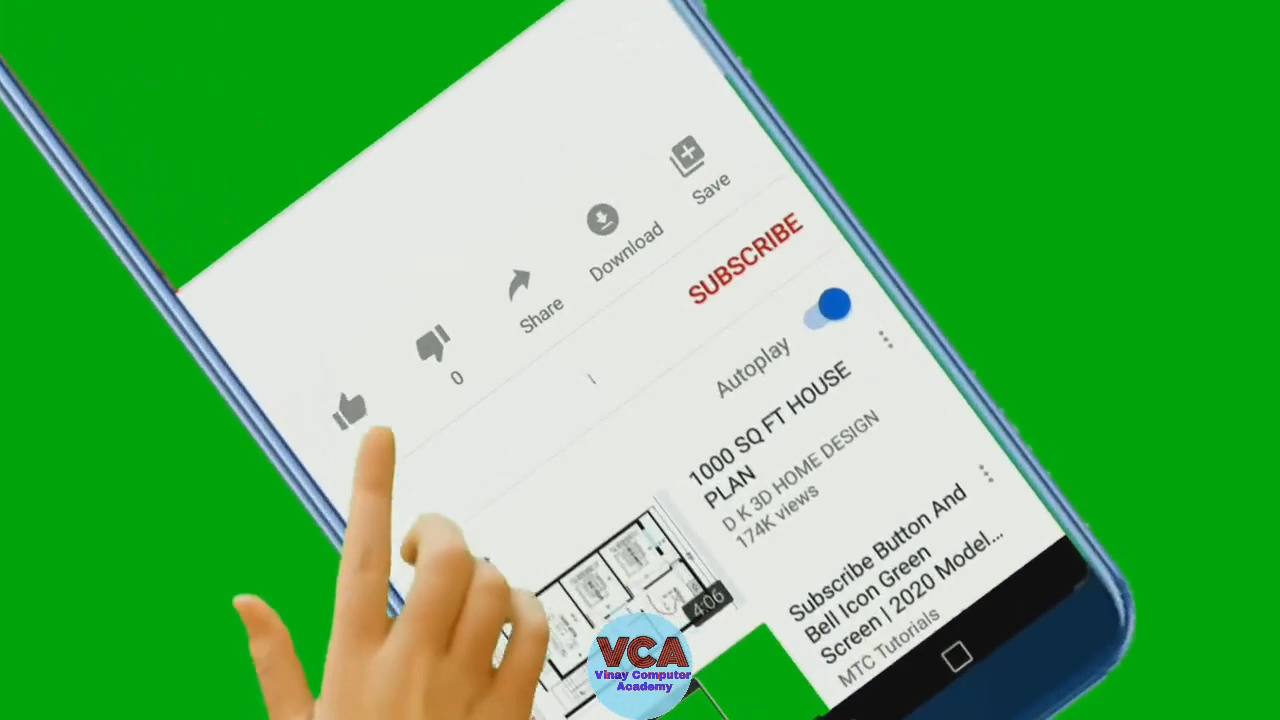 Save
Download
Share
0
SUBSCRIBE
Autoplay
1000 SQ FT HOUSE
PLAN
D K 3D HOME DESIGN
174K views
4:06
Subscribe Button And
Bell Icon Green
Screen | 2020 Model...
MTC Tutorials
VCA
Vinay Computer
Academy